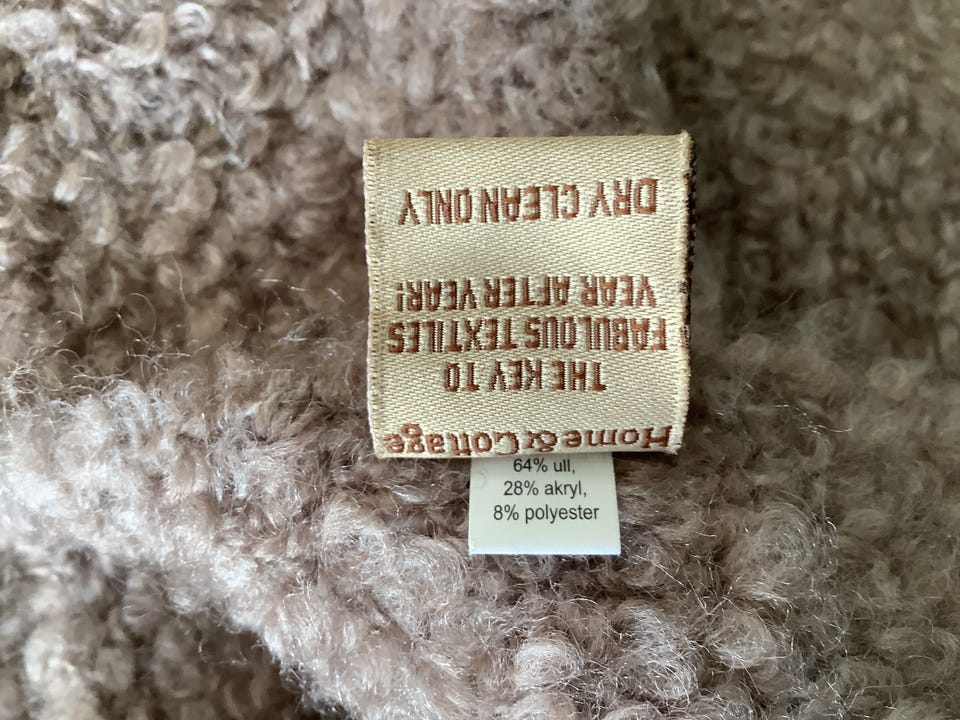 Home&Cottage
THE KEY TO
FABULOUS TEXTILES
YEAR AFTER YEAR!
DRY CLEAN ONLY
64% ull,
28% akryl,
8% polyester